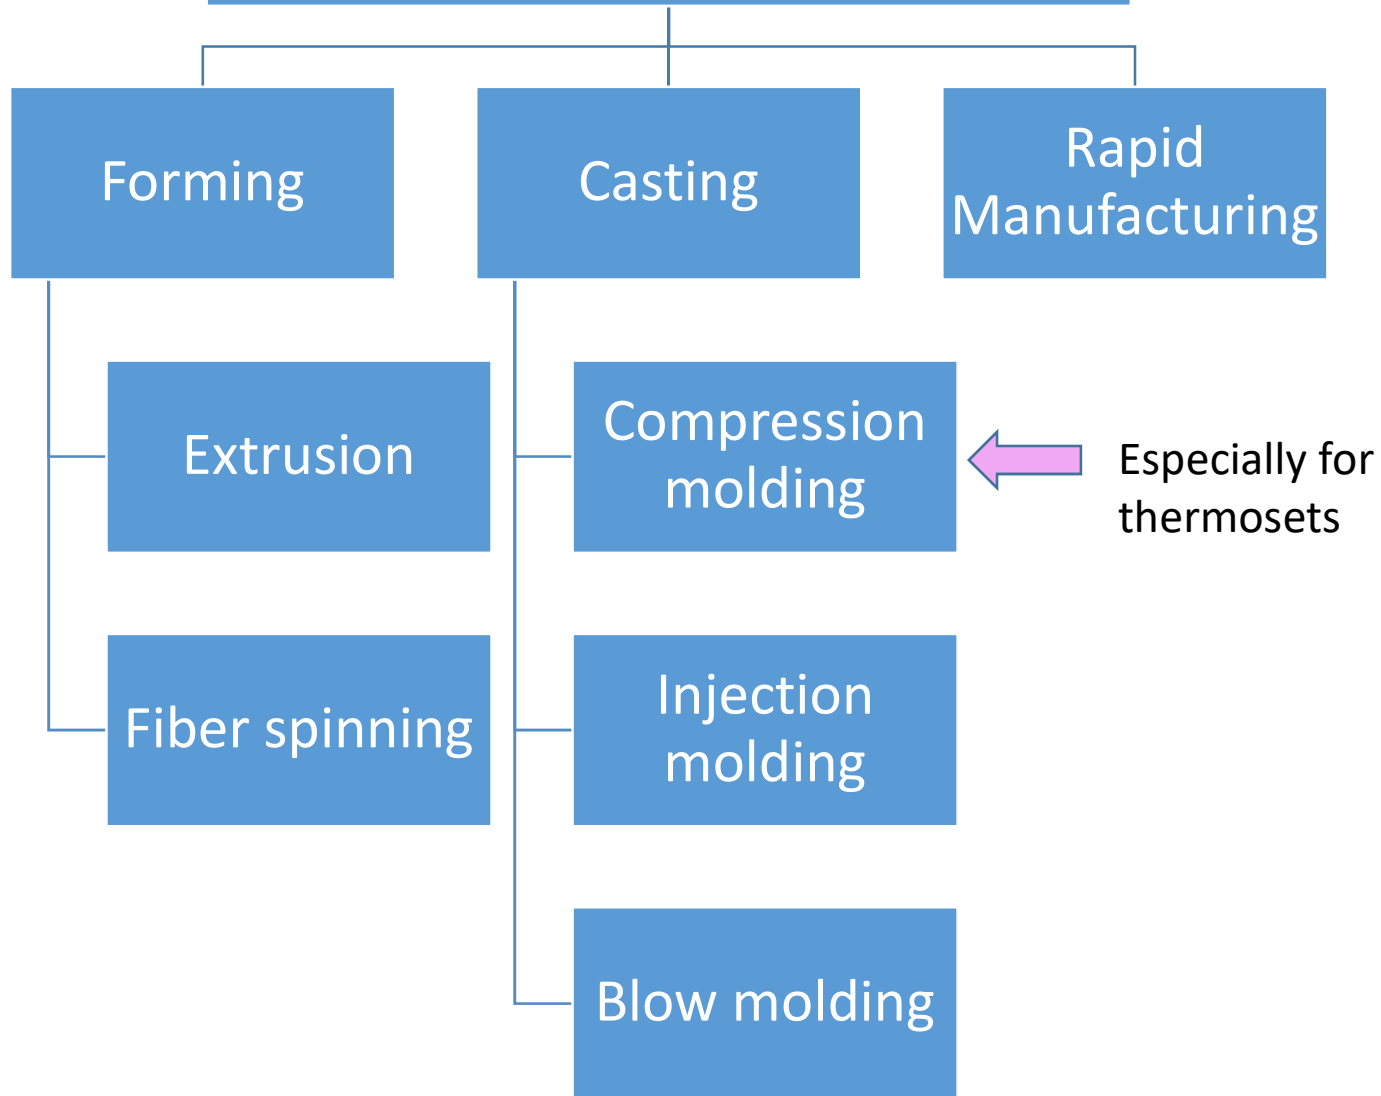 Forming
Casting
Rapid
Manufacturing
Extrusion
Compression
molding
Especially for
thermosets
Fiber spinning
Injection
molding
Blow molding